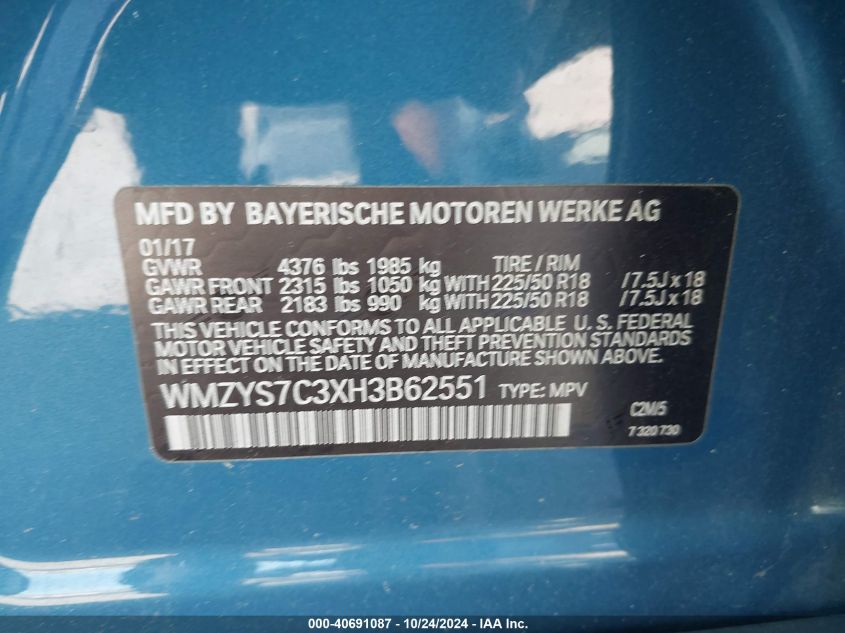 MFD BY BAYERISCHE MOTOREN WERKE AG
01/17
GVWR 4376 lbs 1985 kg TIRE / RIM
GAWR FRONT 2315 lbs 1050 kg WITH 225/50 R18 /7.5J x 18
GAWR REAR 2183 lbs 990 kg WITH 225/50 R18 /7.5J x 18
THIS VEHICLE CONFORMS TO ALL APPLICABLE U. S. FEDERAL
MOTOR VEHICLE SAFETY AND THEFT PREVENTION STANDARDS
IN EFFECT ON THE DATE OF MANUFACTURE SHOWN ABOVE.
WMZYS7C3XH3B62551 TYPE: MPV
C2M/5
7 320 730
000-40691087 - 10/24/2024 - IAA Inc.